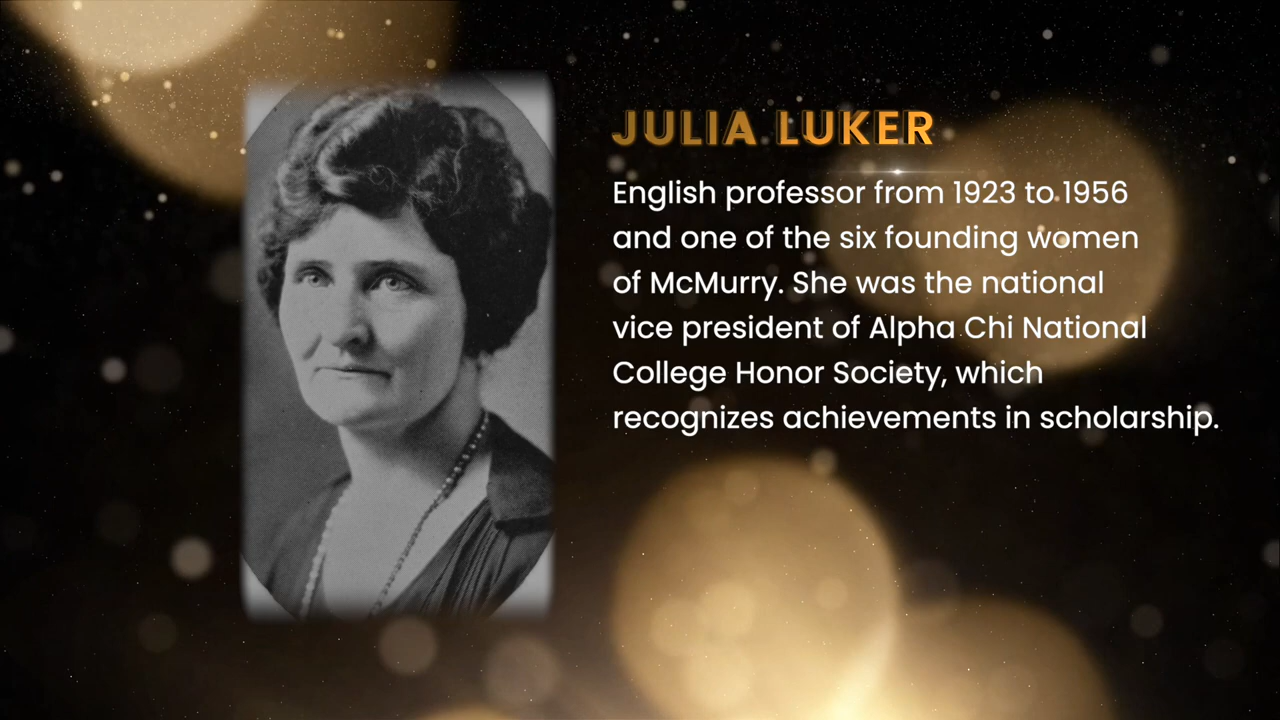 JULIA LUKER
English professor from 1923 to 1956
and one of the six founding women
of McMurry. She was the national
vice president of Alpha Chi National
College Honor Society, which
recognizes achievements in scholarship.